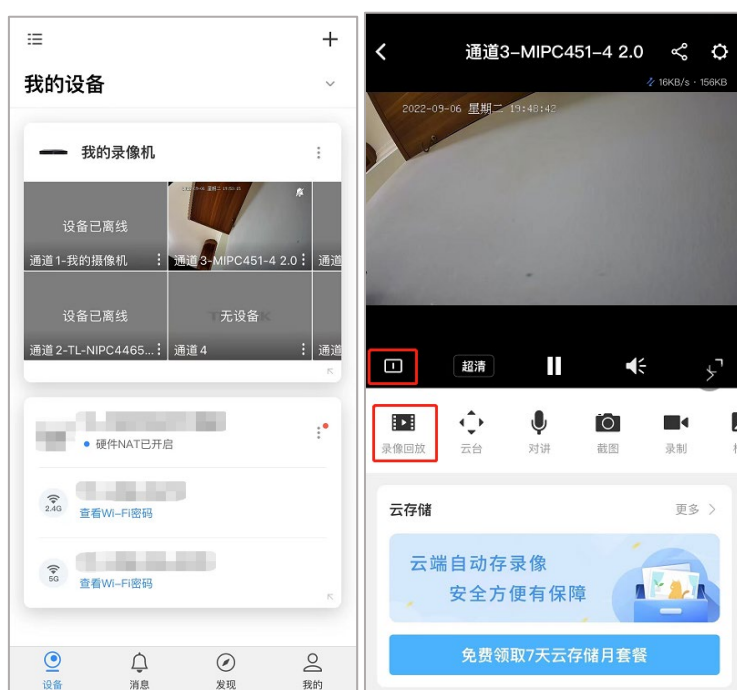 我的设备
我的录像机
设备已离线
通道1-我的摄像机
通道3-MIPC451-4 2.0
通道
设备已离线
无设备
通道2-TL-NIPC4465...
通道4
通道
硬件NAT已开启
2.4G
查看Wi-Fi密码
5G
查看Wi-Fi密码
设备
消息
发现
我的
通道3-MIPC451-4 2.0
16KB/s · 156KB
2022-09-06 星期二 19:48:42
超清
录像回放
云台
对讲
截图
录制
云存储
更多
云端自动存录像
安全方便有保障
免费领取7天云存储月套餐